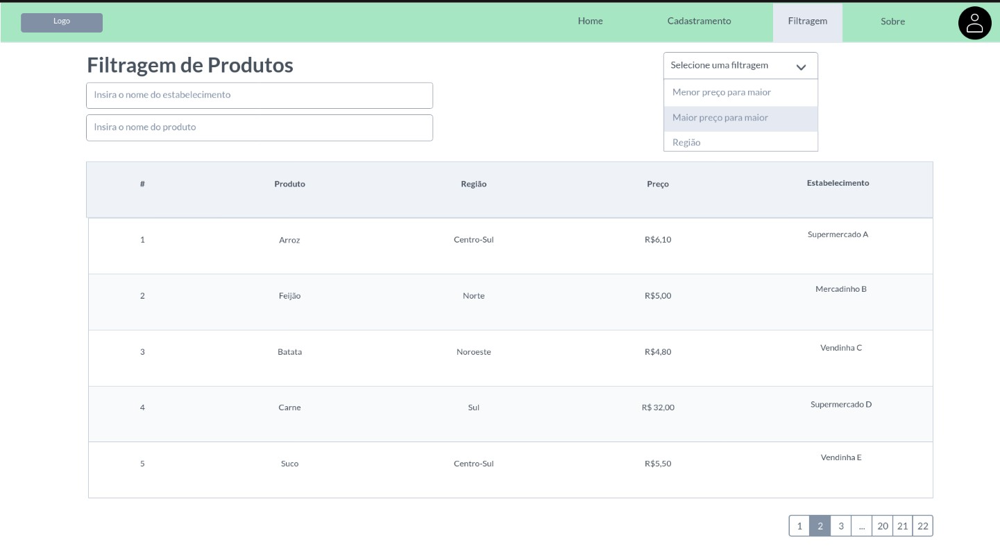 Logo Home Cadastramento Filtragem Sobre
Filtragem de Produtos
Selecione uma filtragem
Insira o nome do estabelecimento
Menor preço para maior
Maior preço para maior
Insira o nome do produto
Região
# Produto Região Preço Estabelecimento
1 Arroz Centro-Sul R$6,10 Supermercado A
2 Feijão Norte R$5,00 Mercadinho B
3 Batata Noroeste R$4,80 Vendinha C
4 Carne Sul R$ 32,00 Supermercado D
5 Suco Centro-Sul R$5,50 Vendinha E
1 2 3 ... 20 21 22